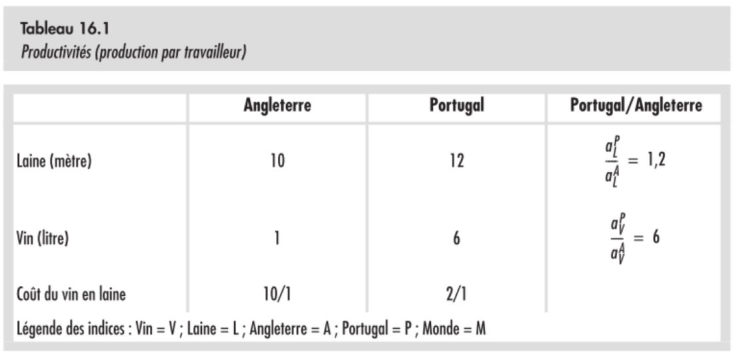 Tableau 16.1
Productivités (production par travailleur)
Angleterre Portugal Portugal/Angleterre
Laine (mètre) 10 12 a_L^P / a_L^A = 1,2
Vin (litre) 1 6 a_V^P / a_V^A = 6
Coût du vin en laine 10/1 2/1
Légende des indices : Vin = V ; Laine = L ; Angleterre = A ; Portugal = P ; Monde = M